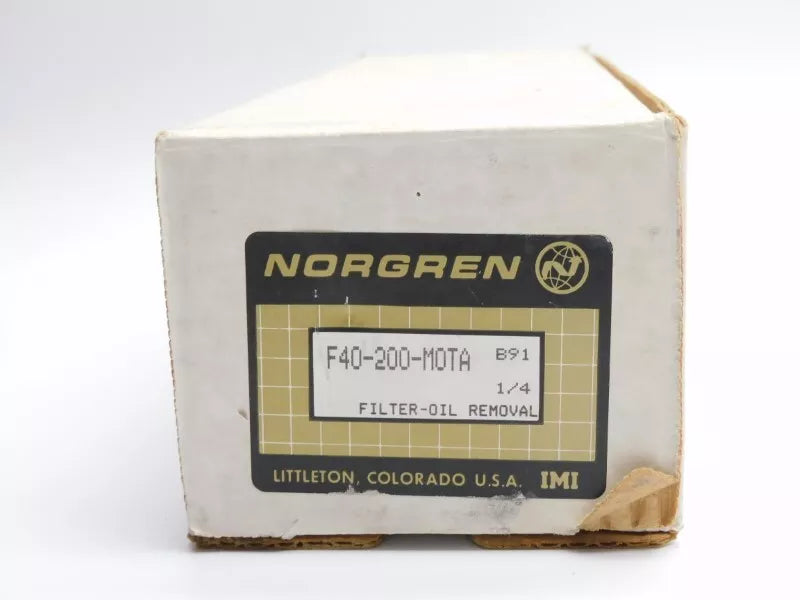 NORGREN
F40-200-MOTA B91
1/4
FILTER-OIL REMOVAL
LITTLETON, COLORADO U.S.A. IMI